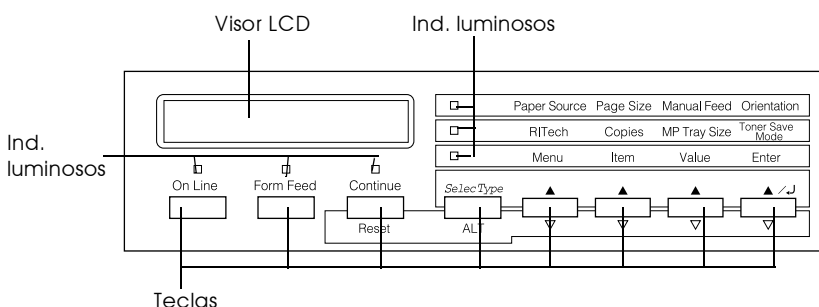 Visor LCD
Ind. luminosos
Paper Source Page Size Manual Feed Orientation
RITech Copies MP Tray Size Toner Save Mode
Ind. luminosos
Menu Item Value Enter
On Line Form Feed Continue
SelecType
Reset
ALT
Teclas